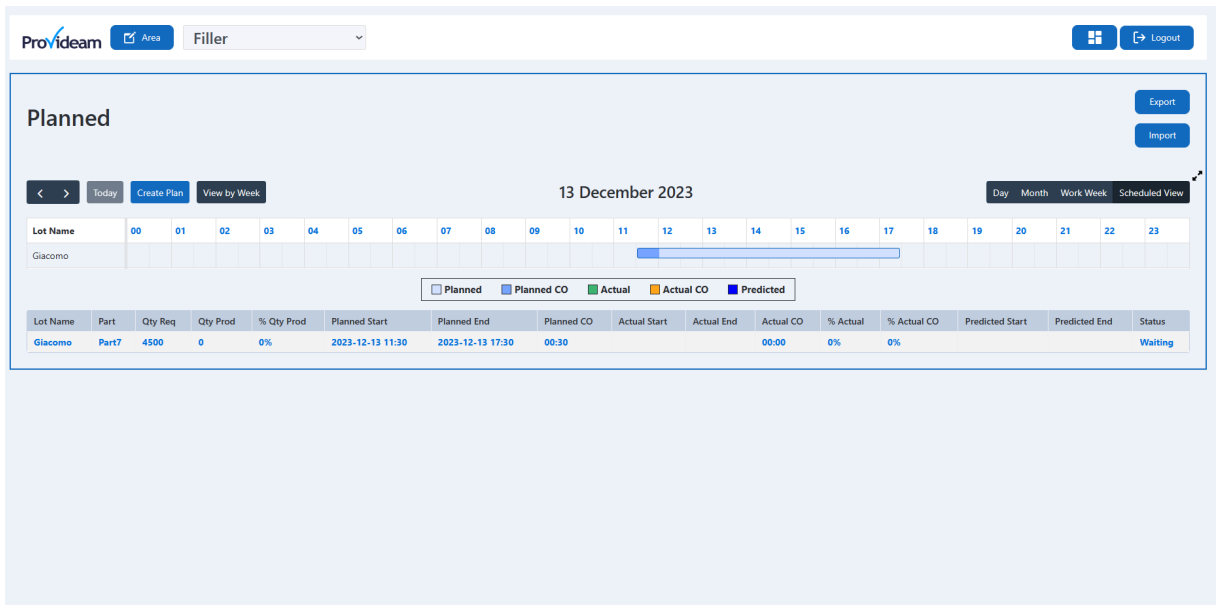 Provideam Area Filler Logout
Planned
Export
Import
Today Create Plan View by Week 13 December 2023 Day Month Work Week Scheduled View
Lot Name 00 01 02 03 04 05 06 07 08 09 10 11 12 13 14 15 16 17 18 19 20 21 22 23
Giacomo
Planned Planned CO Actual Actual CO Predicted
Lot Name Part Qty Req Qty Prod % Qty Prod Planned Start Planned End Planned CO Actual Start Actual End Actual CO % Actual % Actual CO Predicted Start Predicted End Status
Giacomo Part7 4500 0 0% 2023-12-13 11:30 2023-12-13 17:30 00:30 00:00 0% 0% Waiting